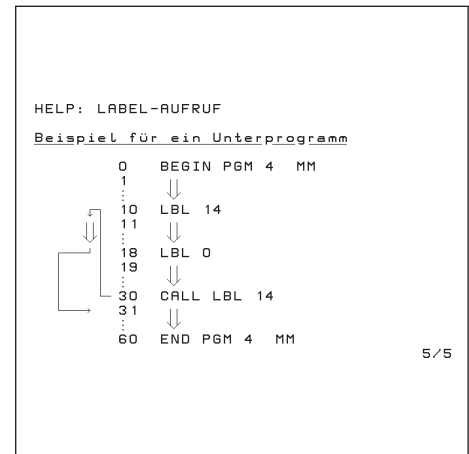 HELP: LABEL-AUFRUF
Beispiel für ein Unterprogramm
0 BEGIN PGM 4 MM
1
10 LBL 14
11
18 LBL 0
19
30 CALL LBL 14
31
60 END PGM 4 MM
5/5